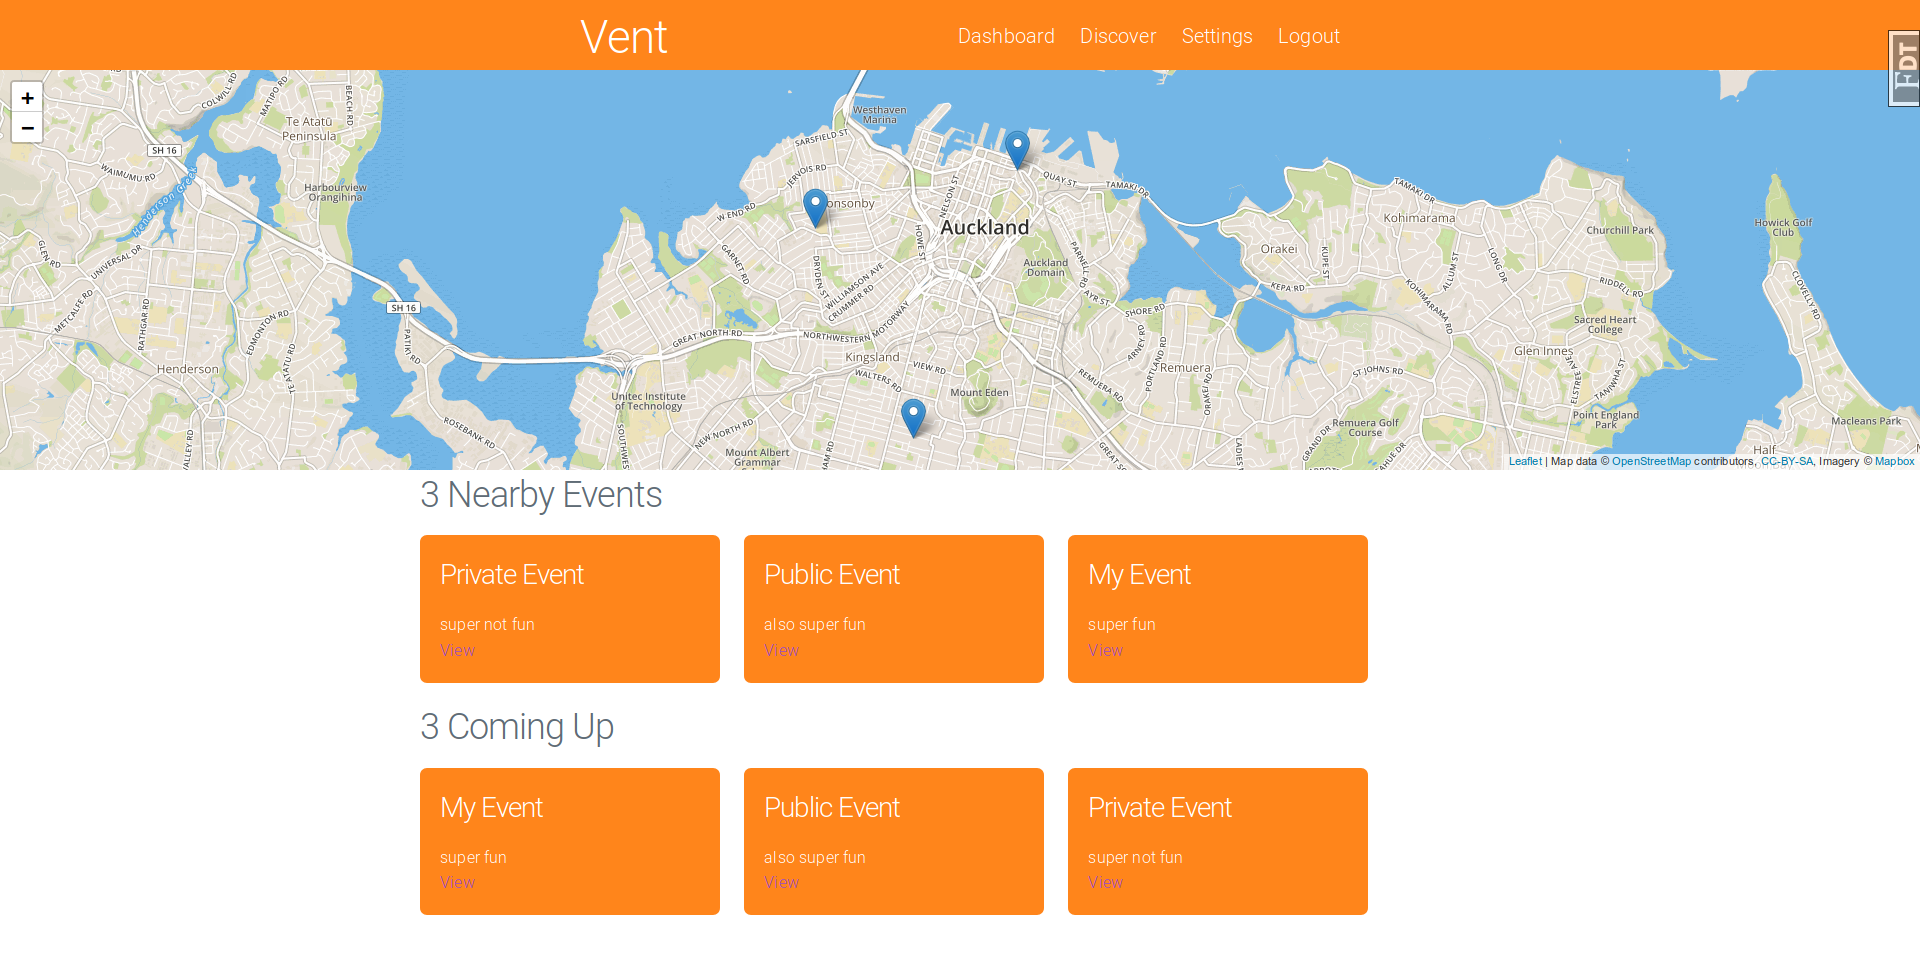 Vent
Dashboard Discover Settings Logout
FDT
+
−
COLWILL RD
MATIPO RD
BEACH RD
Te Atatū
Peninsula
SH 16
WAIMUMU RD
Henderson Creek
Harbourview
Orangihina
GLEN RD
UNIVERSAL DR
METCALFE RD
RATHGAR RD
EDMONTON RD
TE ATATU RD
Henderson
VALLEY RD
SH 16
PATIKI RD
ROSEBANK RD
Westhaven
Marina
SARSFIELD ST
JERVOIS RD
W END RD
onsonby
NELSON ST
HOWE ST
QUAY ST
TAMAKI DR
Auckland
Auckland
Domain
PARNELL RD
AYR ST
GARNET RD
DRYDEN ST
WILLIAMSON AVE
CRUMMER RD
GREAT NORTH RD
NORTHWESTERN MOTORWAY
Kingsland
VIEW RD
WALTERS RD
Mount Eden
Unitec Institute
of Technology
NEW NORTH RD
Mount Albert
Grammar
SHORE RD
ARNEY RD
PORTLAND RD
Remuera
REMUERA RD
ORAKEI RD
TAMAKI DR
Kohimarama
Orakei
KUPE ST
KEPA RD
KOHIMARAMA RD
ALLUM ST
LONG DR
Churchill Park
RIDDELL RD
Sacred Heart
College
Glen Innes
ST JOHNS RD
ELSTREE AVE
TANIWHA ST
Point England
Park
Remuera Golf
Course
GRAND DR
Howick Golf
Club
CLOVELLY RD
Macleans Park
Half
Leaflet | Map data © OpenStreetMap contributors, CC-BY-SA, Imagery © Mapbox
3 Nearby Events
Private Event
super not fun
View
Public Event
also super fun
View
My Event
super fun
View
3 Coming Up
My Event
super fun
View
Public Event
also super fun
View
Private Event
super not fun
View